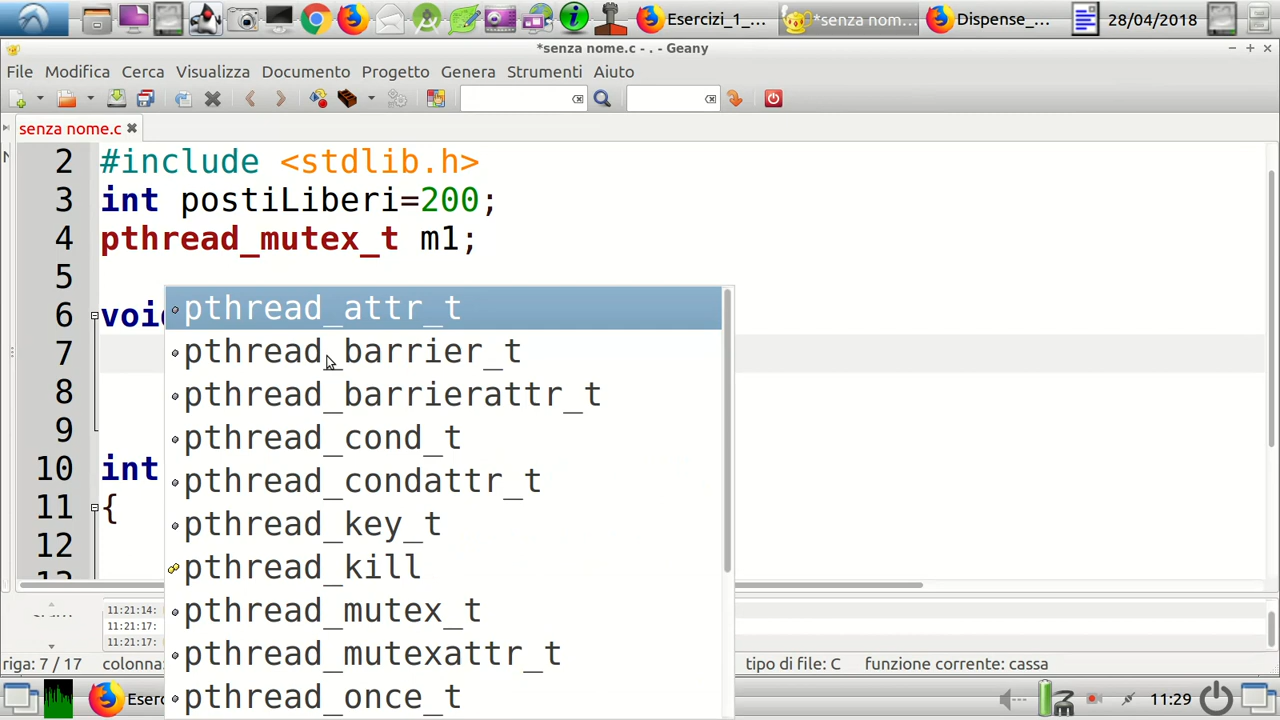 Esercizi_1_...
*senza nom...
Dispense_...
28/04/2018
*senza nome.c - . - Geany
File Modifica Cerca Visualizza Documento Progetto Genera Strumenti Aiuto
senza nome.c
2 #include <stdlib.h>
3 int postiLiberi=200;
4 pthread_mutex_t m1;
5
6 voi
7
8
9
10 int
11 {
12
pthread_attr_t
pthread_barrier_t
pthread_barrierattr_t
pthread_cond_t
pthread_condattr_t
pthread_key_t
pthread_kill
pthread_mutex_t
pthread_mutexattr_t
pthread_once_t
11:21:14:
11:21:17:
11:21:17:
riga: 7 / 17 colonna: tipo di file: C funzione corrente: cassa
Eser
11:29